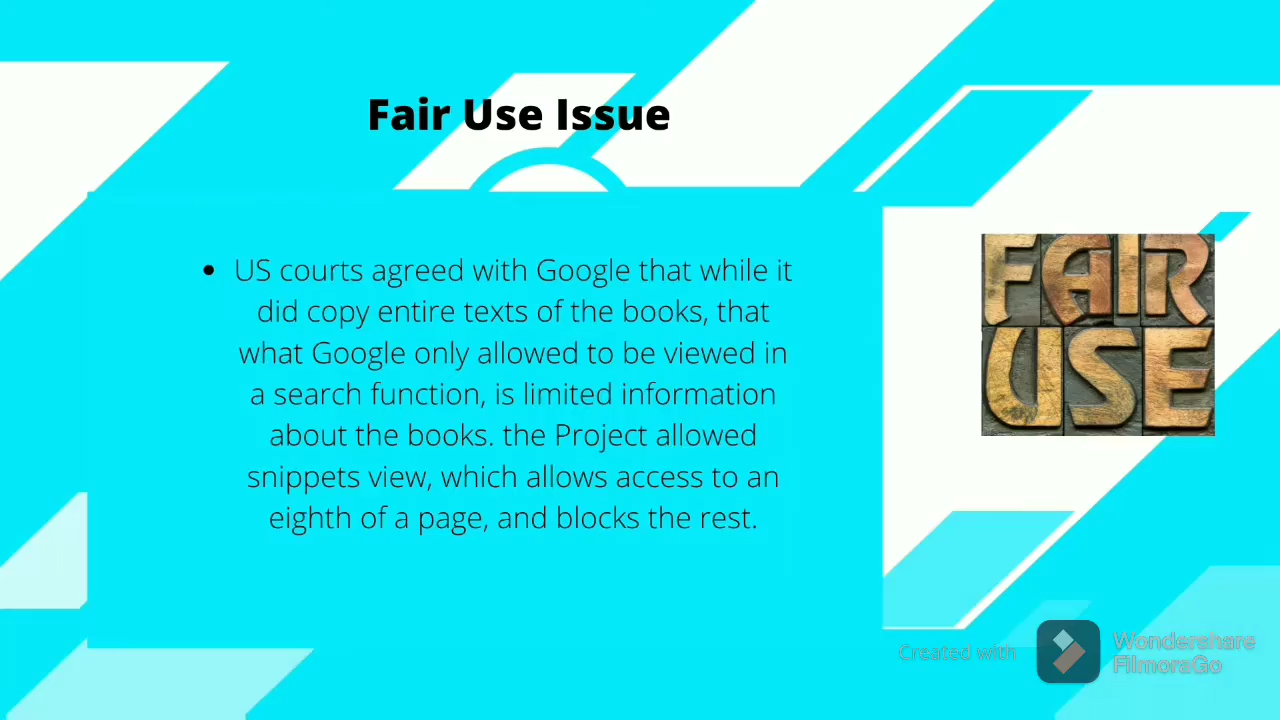 Fair Use Issue
• US courts agreed with Google that while it
did copy entire texts of the books, that
what Google only allowed to be viewed in
a search function, is limited information
about the books. the Project allowed
snippets view, which allows access to an
eighth of a page, and blocks the rest.
FAIR
USE
Created with
Wondershare
FilmoraGo